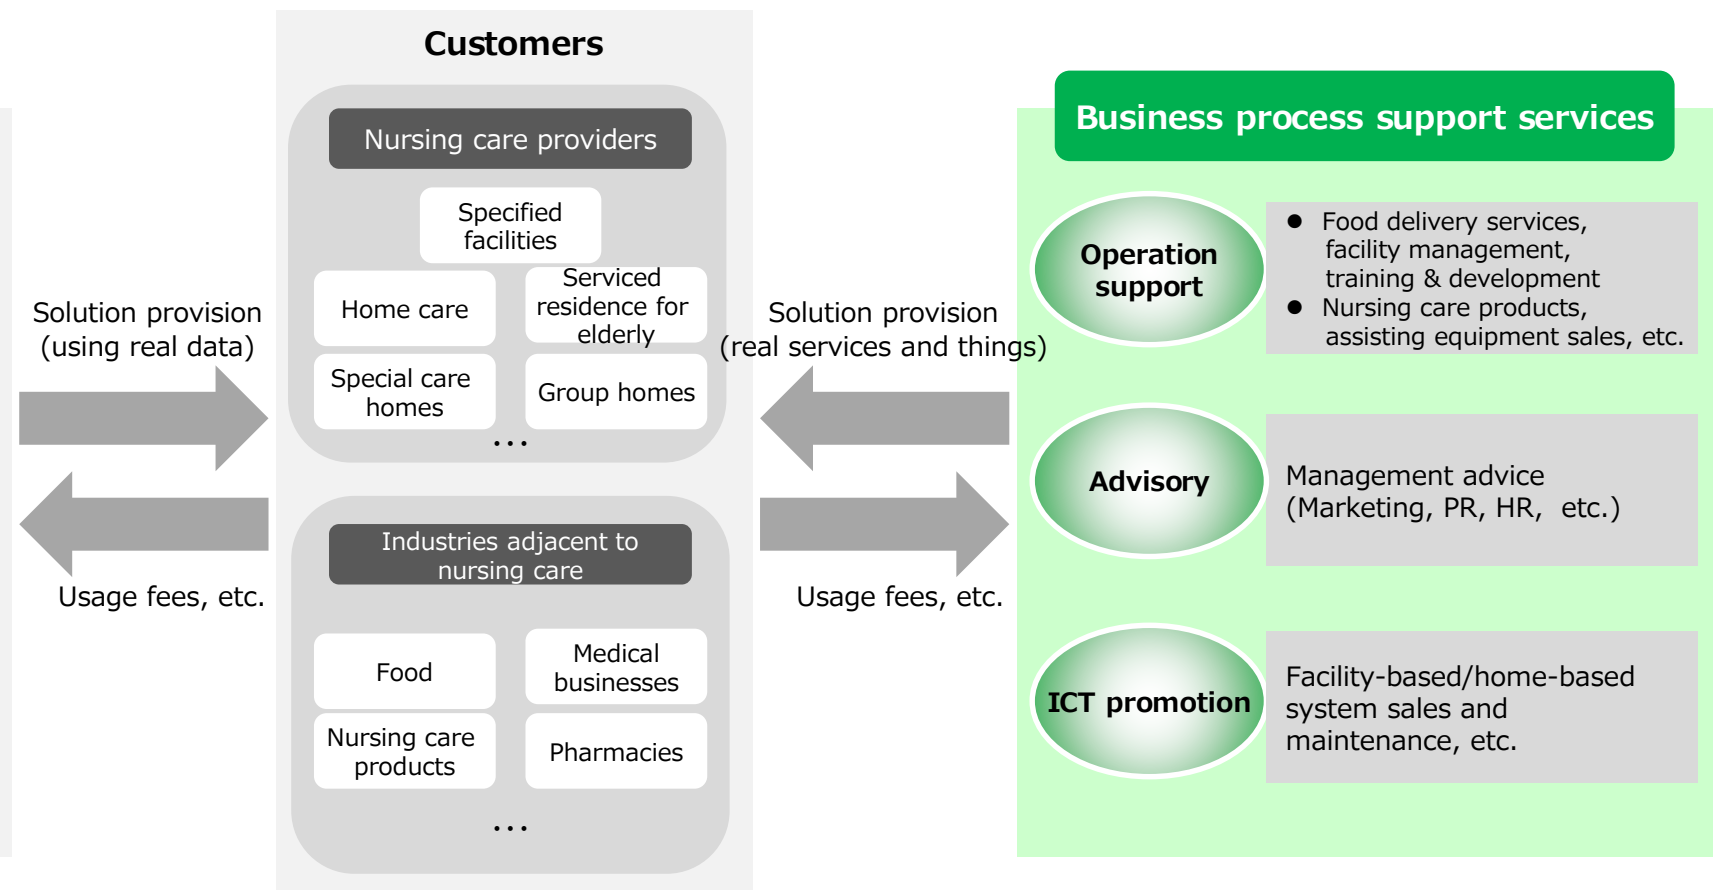 Customers
Nursing care providers
Specified
facilities
Home care
Serviced
residence for
elderly
Special care
homes
Group homes
...
Industries adjacent to
nursing care
Food
Medical
businesses
Nursing care
products
Pharmacies
...
Solution provision
(using real data)
Usage fees, etc.
Solution provision
(real services and things)
Usage fees, etc.
Business process support services
Operation
support
● Food delivery services,
facility management,
training & development
● Nursing care products,
assisting equipment sales, etc.
Advisory
Management advice
(Marketing, PR, HR, etc.)
ICT promotion
Facility-based/home-based
system sales and
maintenance, etc.